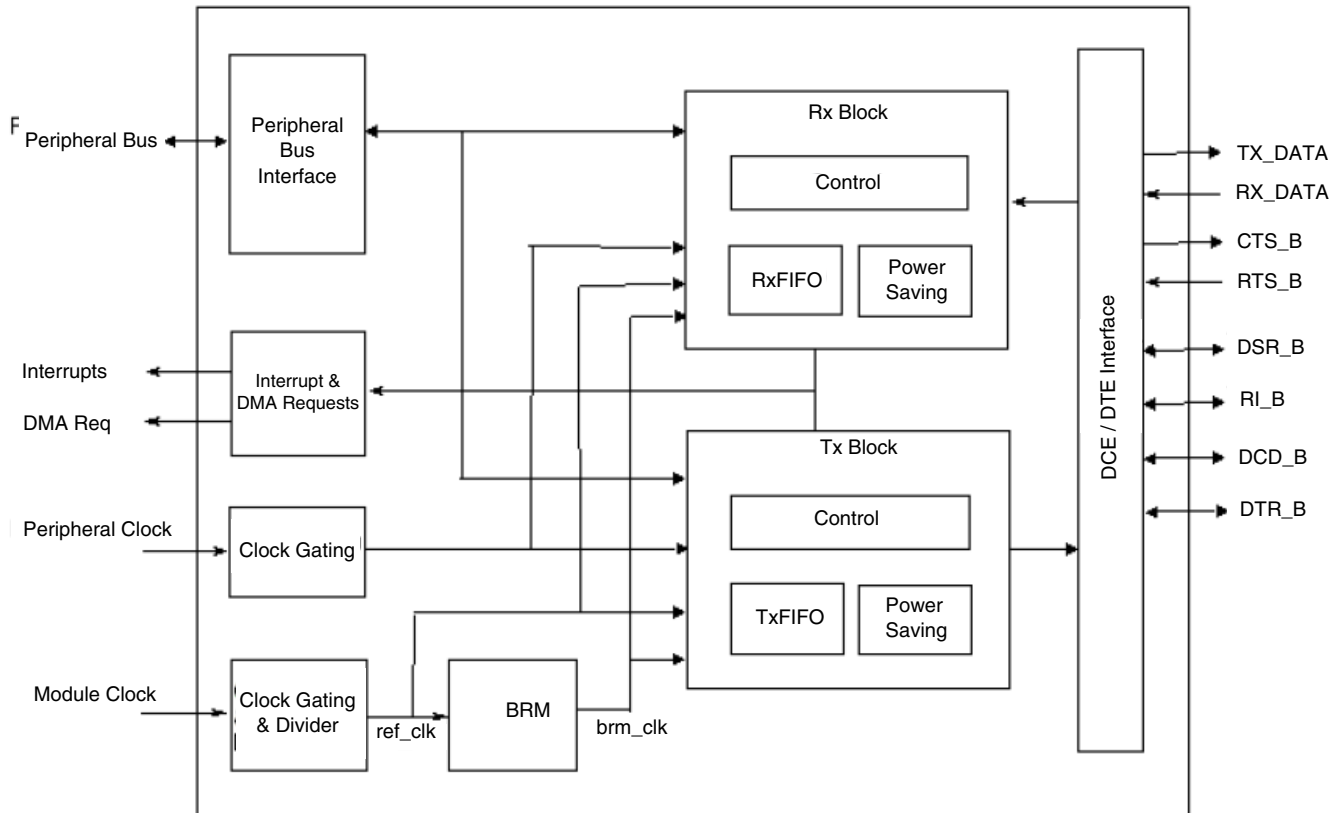 F
Peripheral Bus
Peripheral
Bus
Interface
Rx Block
Control
RxFIFO
Power
Saving
TX_DATA
RX_DATA
CTS_B
RTS_B
DSR_B
RI_B
DCD_B
DTR_B
DCE / DTE Interface
Interrupts
DMA Req
Interrupt &
DMA Requests
Tx Block
Control
TxFIFO
Power
Saving
Peripheral Clock
Clock Gating
Module Clock
Clock Gating
& Divider
ref_clk
BRM
brm_clk